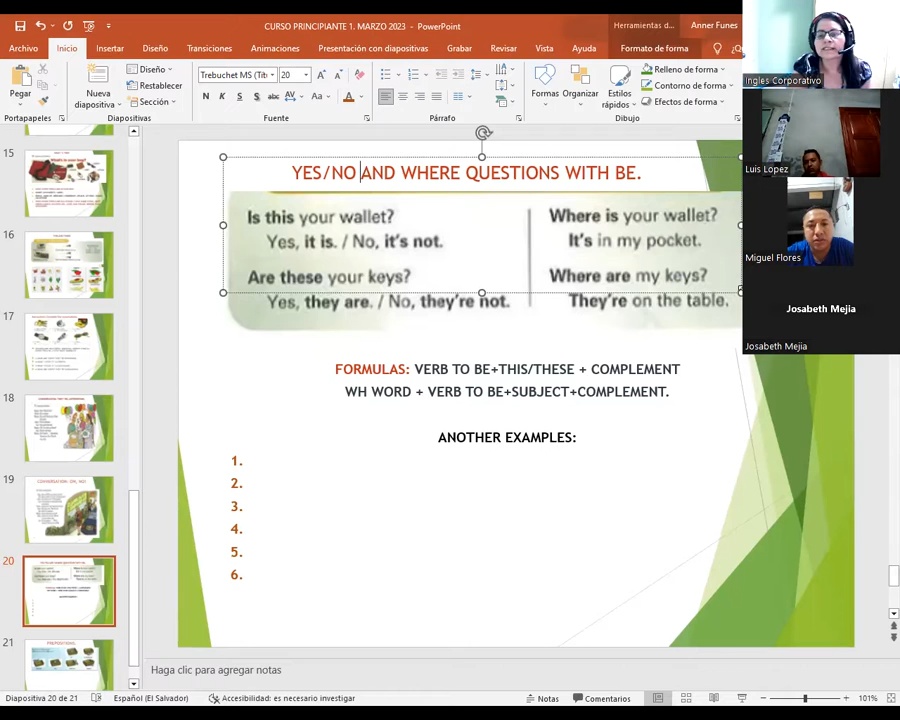 CURSO PRINCIPIANTE 1. MARZO 2023 - PowerPoint
Herramientas d...
Anner Funes
Archivo Inicio Insertar Diseño Transiciones Animaciones Presentación con diapositivas Grabar Revisar Vista Ayuda Formato de forma
Pegar
Portapapeles
Nueva diapositiva
Diseño
Restablecer
Sección
Diapositivas
Trebuchet MS (Tít 20
N K S S abc AV Aa A
Fuente
Párrafo
Formas Organizar Estilos rápidos
Relleno de forma
Contorno de forma
Efectos de forma
Dibujo
Ingles Corporativo
Luis Lopez
Miguel Flores
Josabeth Mejia
Josabeth Mejia
15
16
17
18
19
20
21
YES/NO AND WHERE QUESTIONS WITH BE.
Is this your wallet?
Yes, it is. / No, it's not.
Are these your keys?
Yes, they are. / No, they're not.
Where is your wallet?
It's in my pocket.
Where are my keys?
They're on the table.
FORMULAS: VERB TO BE+THIS/THESE + COMPLEMENT
WH WORD + VERB TO BE+SUBJECT+COMPLEMENT.
ANOTHER EXAMPLES:
1.
2.
3.
4.
5.
6.
Haga clic para agregar notas
Diapositiva 20 de 21 Español (El Salvador) Accesibilidad: es necesario investigar Notas Comentarios 101%